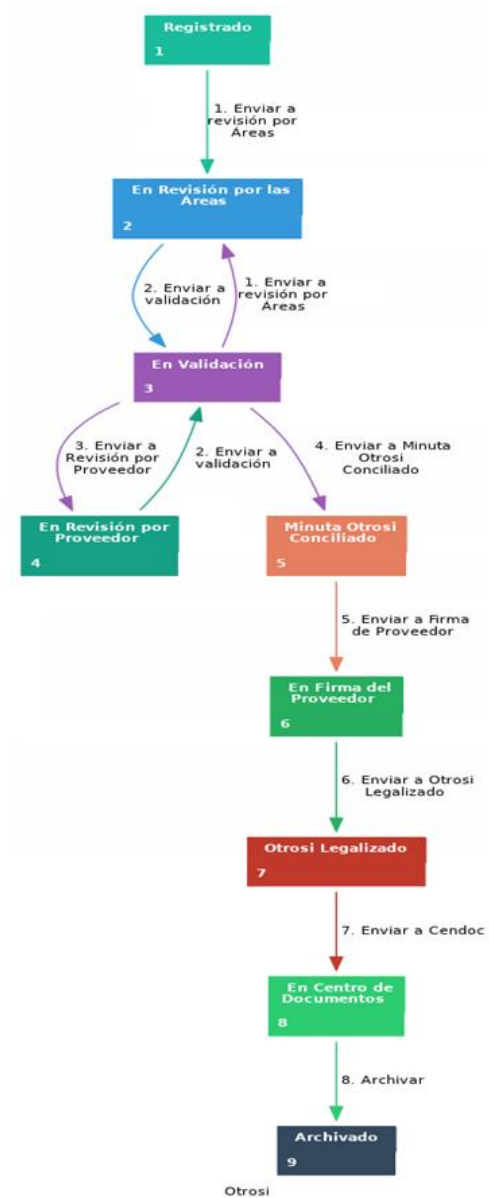 Registrado
1
1. Enviar a
revisión por
Áreas
En Revisión por las
Áreas
2
2. Enviar a
validación
1. Enviar a
revisión por
Áreas
En Validación
3
3. Enviar a
Revisión por
Proveedor
2. Enviar a
validación
4. Enviar a Minuta
Otrosi
Conciliado
En Revisión por
Proveedor
4
Minuta Otrosi
Conciliado
5
5. Enviar a Firma
de Proveedor
En Firma del
Proveedor
6
6. Enviar a Otrosi
Legalizado
Otrosi Legalizado
7
7. Enviar a Cendoc
En Centro de
Documentos
8
8. Archivar
Archivado
9
Otrosi